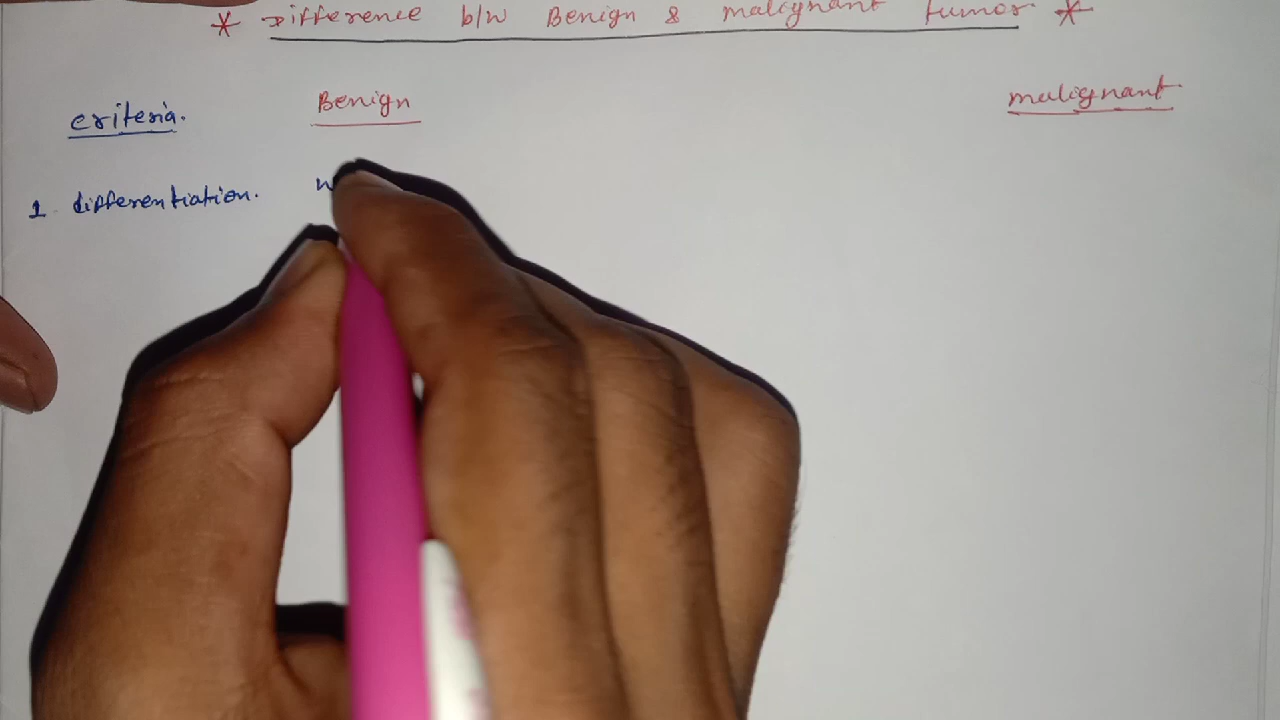 * Difference b/w Benign & malignant tumor *
criteria. Benign malignant
1. differentiation. w